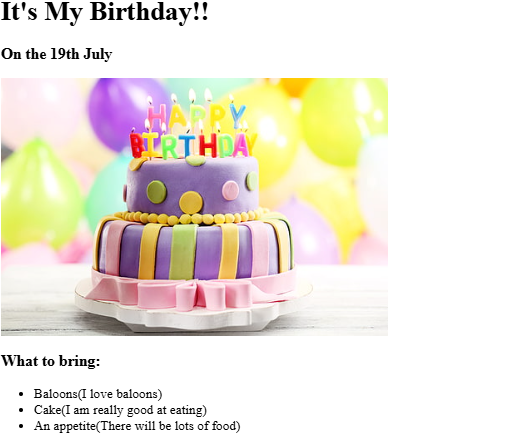 It's My Birthday!!
On the 19th July
HAPPY
BIRTHDAY
What to bring:
Baloons(I love baloons)
Cake(I am really good at eating)
An appetite(There will be lots of food)